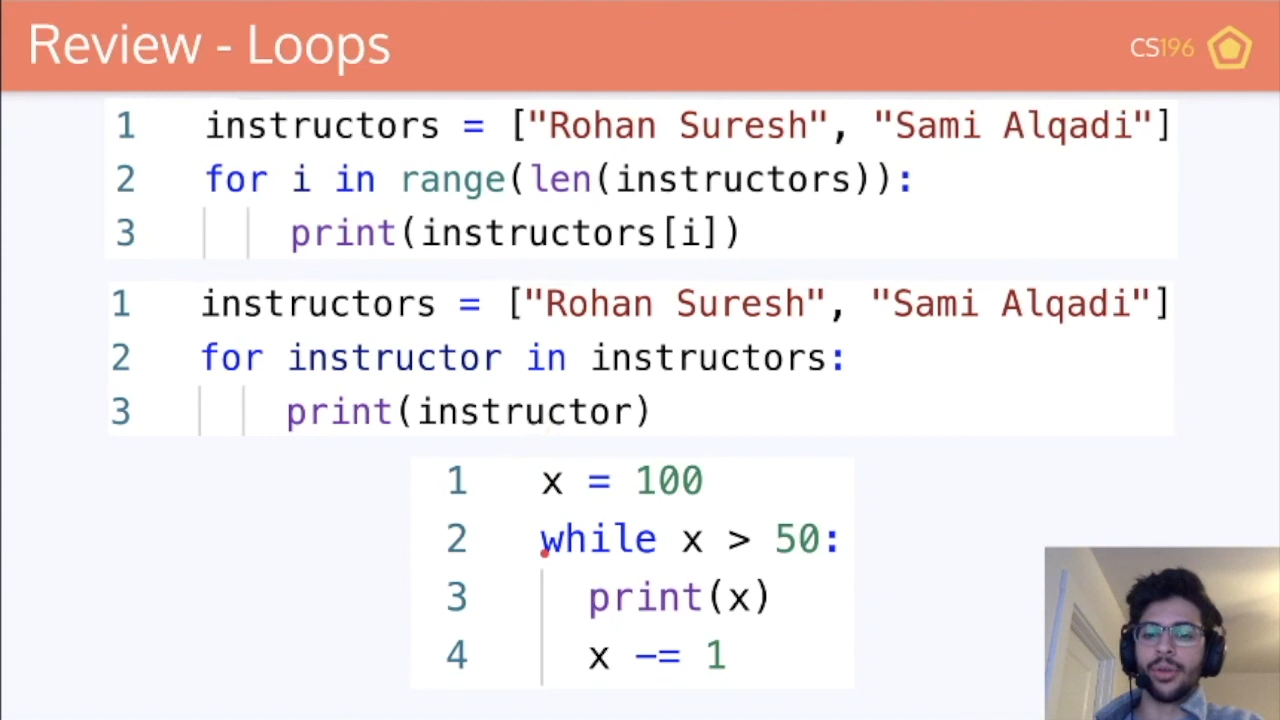 Review - Loops
CS196
1 instructors = ["Rohan Suresh", "Sami Alqadi"]
2 for i in range(len(instructors)):
3 print(instructors[i])
1 instructors = ["Rohan Suresh", "Sami Alqadi"]
2 for instructor in instructors:
3 print(instructor)
1 x = 100
2 while x > 50:
3 print(x)
4 x -= 1